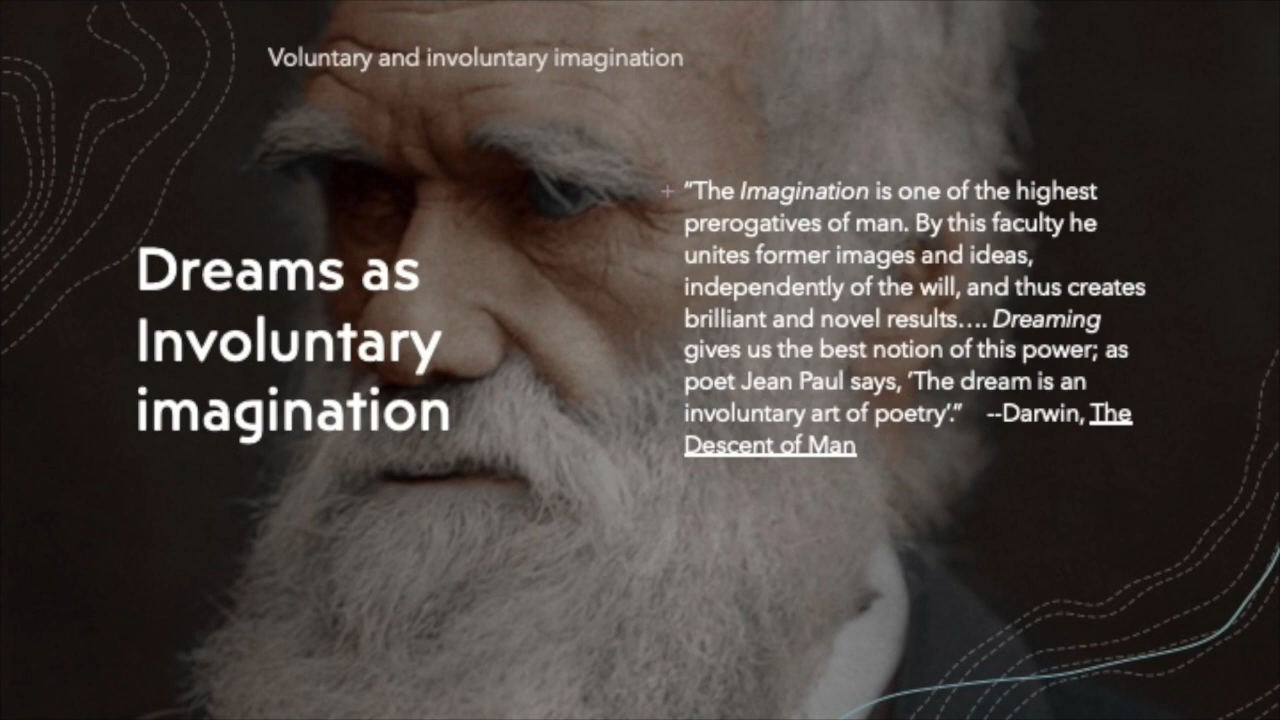 Voluntary and involuntary imagination
Dreams as
Involuntary
imagination
+ "The Imagination is one of the highest
prerogatives of man. By this faculty he
unites former images and ideas,
independently of the will, and thus creates
brilliant and novel results…. Dreaming
gives us the best notion of this power; as
poet Jean Paul says, 'The dream is an
involuntary art of poetry'." --Darwin, The
Descent of Man